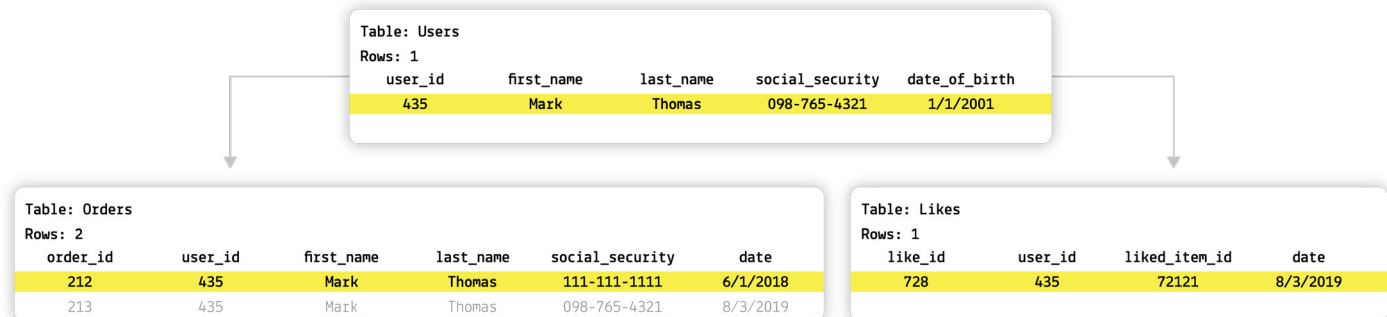 Table: Users
Rows: 1
user_id first_name last_name social_security date_of_birth
435 Mark Thomas 098-765-4321 1/1/2001
Table: Orders
Rows: 2
order_id user_id first_name last_name social_security date
212 435 Mark Thomas 111-111-1111 6/1/2018
213 435 Mark Thomas 098-765-4321 8/3/2019
Table: Likes
Rows: 1
like_id user_id liked_item_id date
728 435 72121 8/3/2019